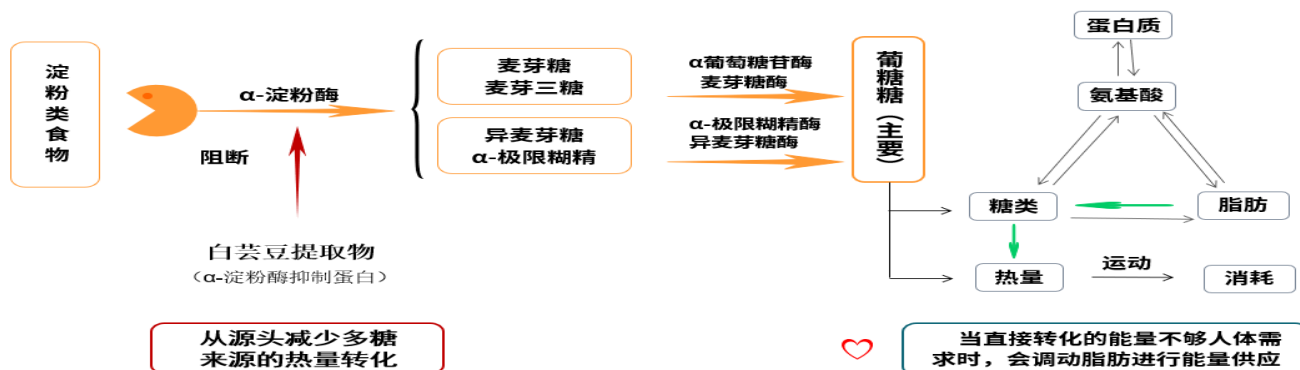 淀
粉
类
食
物
α-淀粉酶
阻断
白芸豆提取物
（α-淀粉酶抑制蛋白）
从源头减少多糖
来源的热量转化
麦芽糖
麦芽三糖
异麦芽糖
α-极限糊精
α葡萄糖苷酶
麦芽糖酶
α-极限糊精酶
异麦芽糖酶
葡
糖
糖
（主要）
蛋白质
氨基酸
糖类
脂肪
热量
运动
消耗
当直接转化的能量不够人体需
求时，会调动脂肪进行能量供应